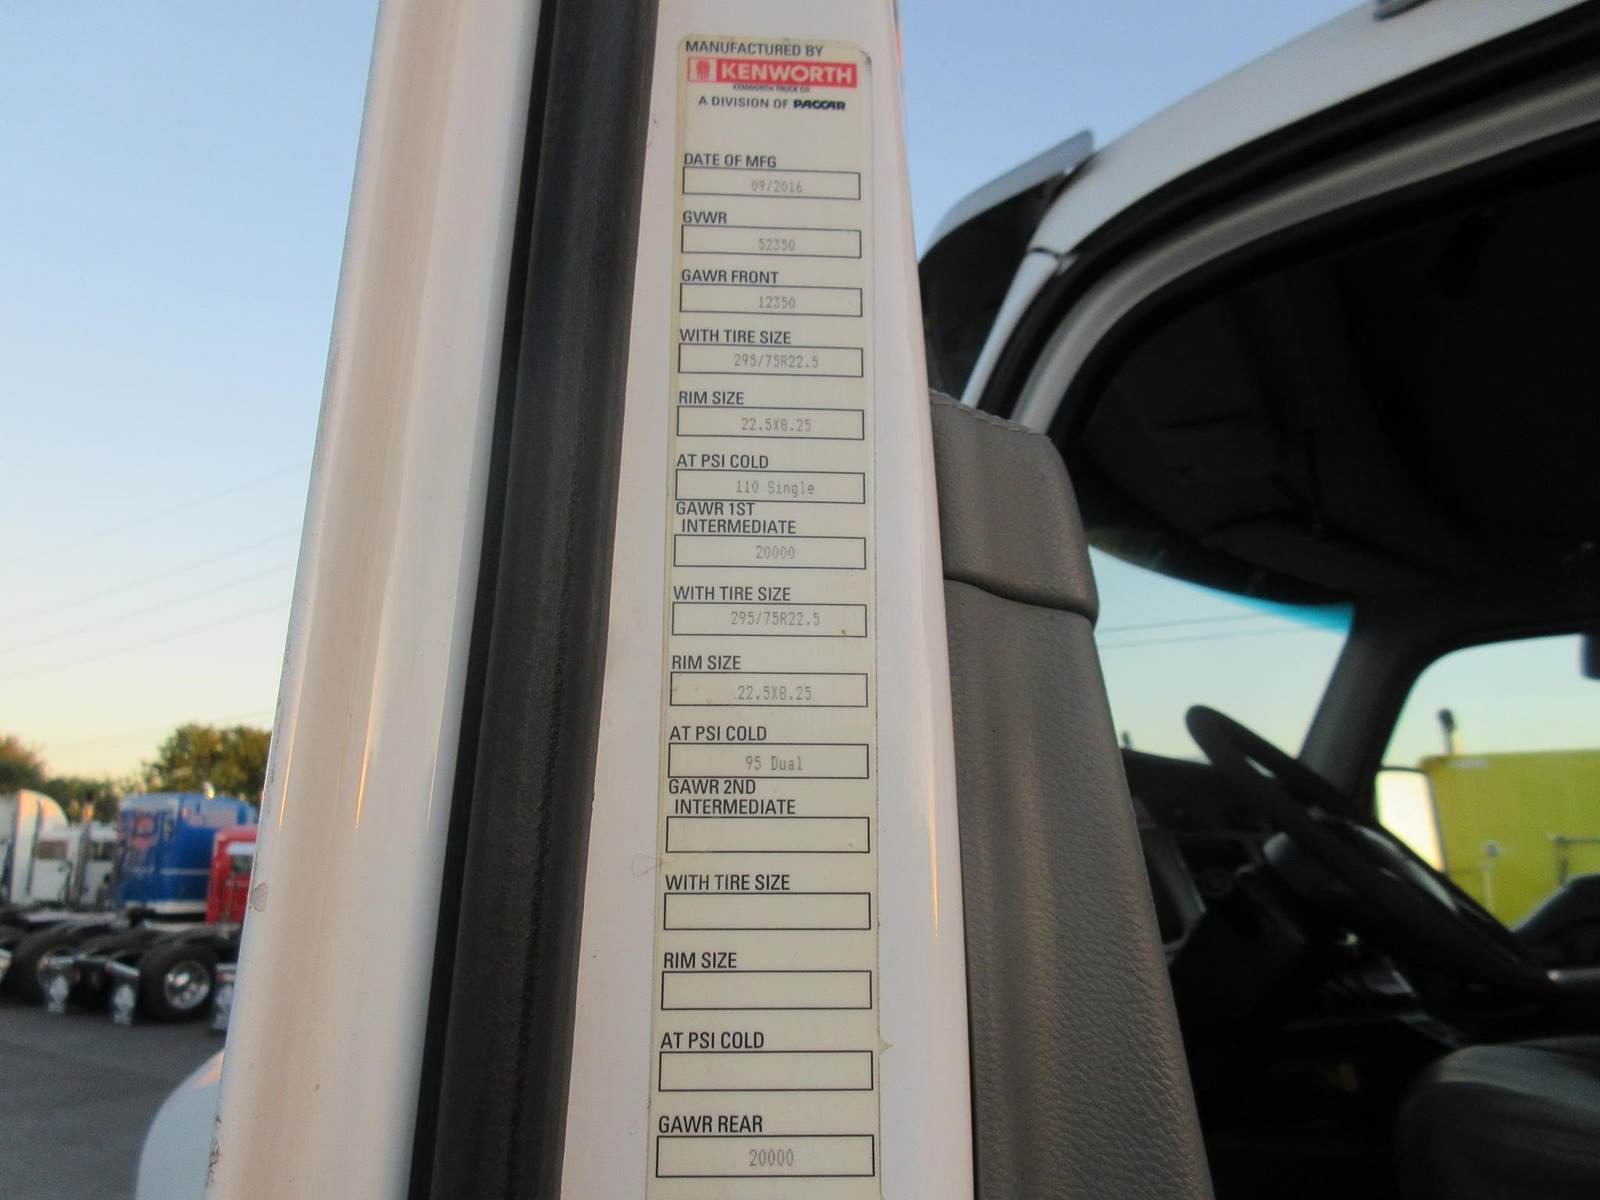 MANUFACTURED BY
KENWORTH
KENWORTH TRUCK CO.
A DIVISION OF PACCAR
DATE OF MFG
09/2016
GVWR
52350
GAWR FRONT
12350
WITH TIRE SIZE
295/75R22.5
RIM SIZE
22.5X8.25
AT PSI COLD
110 Single
GAWR 1ST
INTERMEDIATE
20000
WITH TIRE SIZE
295/75R22.5
RIM SIZE
22.5X8.25
AT PSI COLD
95 Dual
GAWR 2ND
INTERMEDIATE
WITH TIRE SIZE
RIM SIZE
AT PSI COLD
GAWR REAR
20000